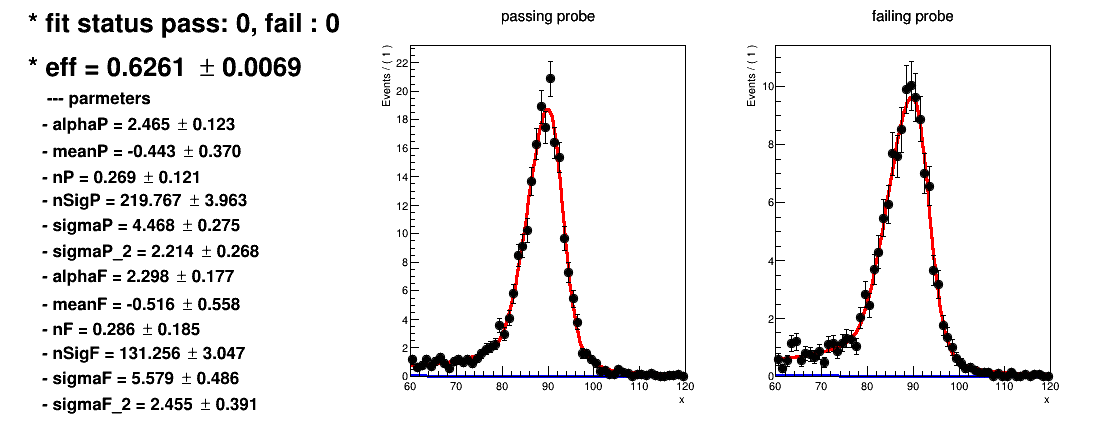 * fit status pass: 0, fail : 0
* eff = 0.6261 ± 0.0069
--- parmeters
- alphaP = 2.465 ± 0.123
- meanP = -0.443 ± 0.370
- nP = 0.269 ± 0.121
- nSigP = 219.767 ± 3.963
- sigmaP = 4.468 ± 0.275
- sigmaP_2 = 2.214 ± 0.268
- alphaF = 2.298 ± 0.177
- meanF = -0.516 ± 0.558
- nF = 0.286 ± 0.185
- nSigF = 131.256 ± 3.047
- sigmaF = 5.579 ± 0.486
- sigmaF_2 = 2.455 ± 0.391
passing probe
Events / ( 1 )
22
20
18
16
14
12
10
8
6
4
2
0
60 70 80 90 100 110 120
x
failing probe
Events / ( 1 )
10
8
6
4
2
0
60 70 80 90 100 110 120
x